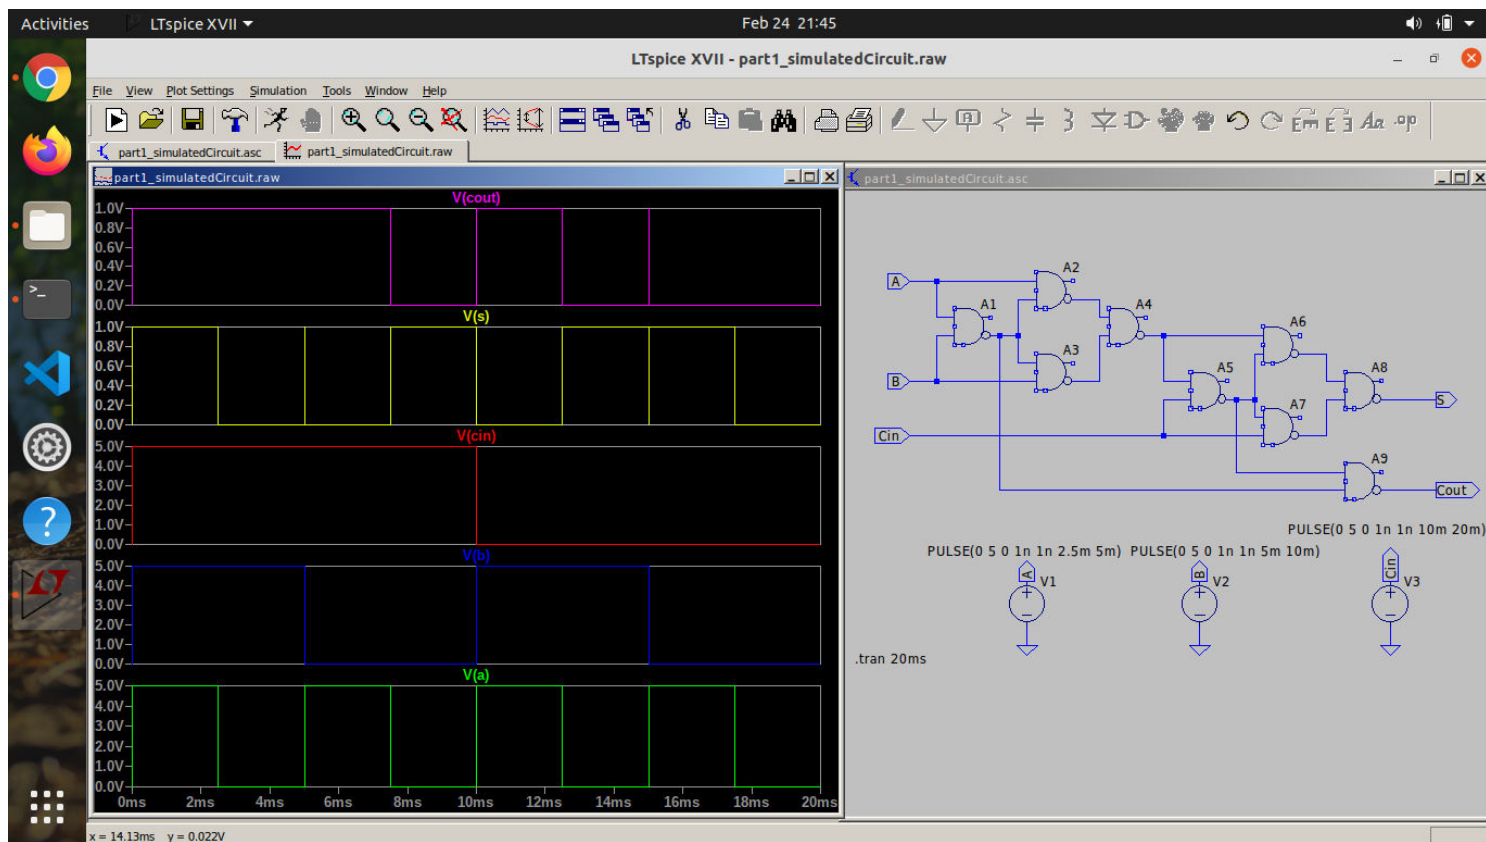 Activities
LTspice XVII
Feb 24 21:45
LTspice XVII - part1_simulatedCircuit.raw
File View Plot Settings Simulation Tools Window Help
part1_simulatedCircuit.asc
part1_simulatedCircuit.raw
part1_simulatedCircuit.raw
V(cout)
1.0V
0.8V
0.6V
0.4V
0.2V
0.0V
V(s)
1.0V
0.8V
0.6V
0.4V
0.2V
0.0V
V(cin)
5.0V
4.0V
3.0V
2.0V
1.0V
0.0V
V(b)
5.0V
4.0V
3.0V
2.0V
1.0V
0.0V
V(a)
5.0V
4.0V
3.0V
2.0V
1.0V
0.0V
0ms 2ms 4ms 6ms 8ms 10ms 12ms 14ms 16ms 18ms 20ms
part1_simulatedCircuit.asc
A
A1
A2
A3
A4
B
Cin
A5
A6
A7
A8
A9
S
Cout
PULSE(0 5 0 1n 1n 10m 20m)
PULSE(0 5 0 1n 1n 2.5m 5m) PULSE(0 5 0 1n 1n 5m 10m)
A V1
B V2
Cin V3
.tran 20ms
x = 14.13ms y = 0.022V